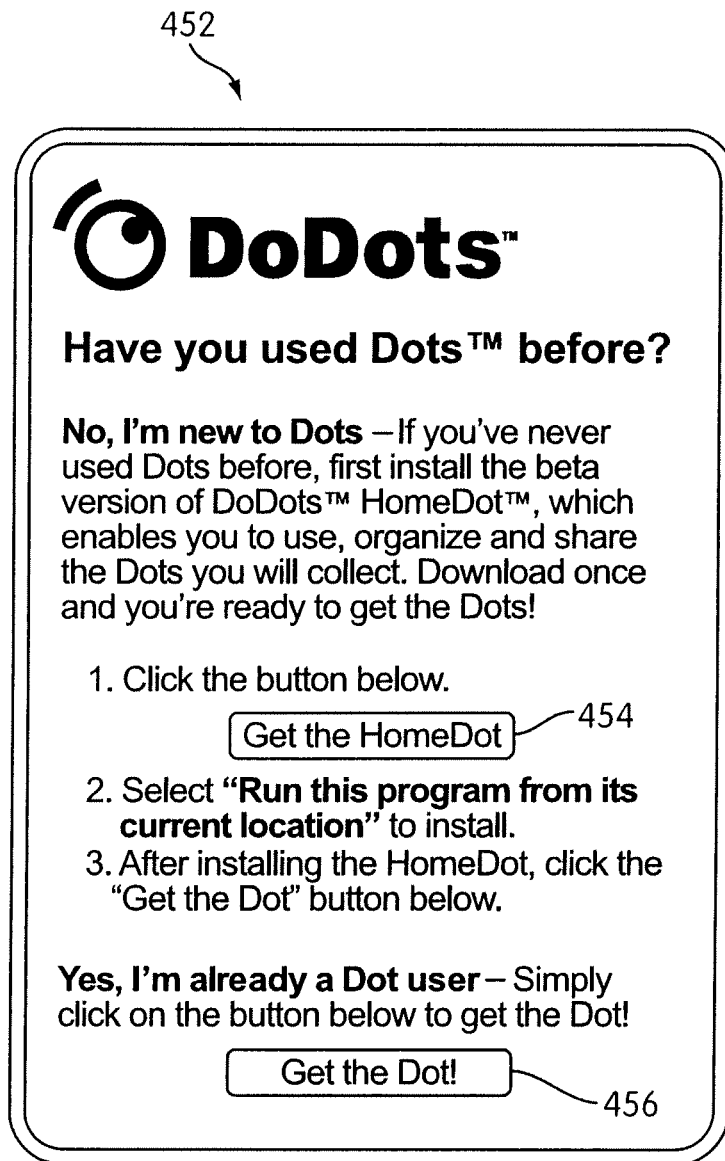 452
DoDots™
Have you used Dots™ before?
No, I'm new to Dots – If you've never
used Dots before, first install the beta
version of DoDots™ HomeDot™, which
enables you to use, organize and share
the Dots you will collect. Download once
and you're ready to get the Dots!
1. Click the button below.
Get the HomeDot 454
2. Select “Run this program from its
current location” to install.
3. After installing the HomeDot, click the
“Get the Dot” button below.
Yes, I'm already a Dot user – Simply
click on the button below to get the Dot!
Get the Dot!
456